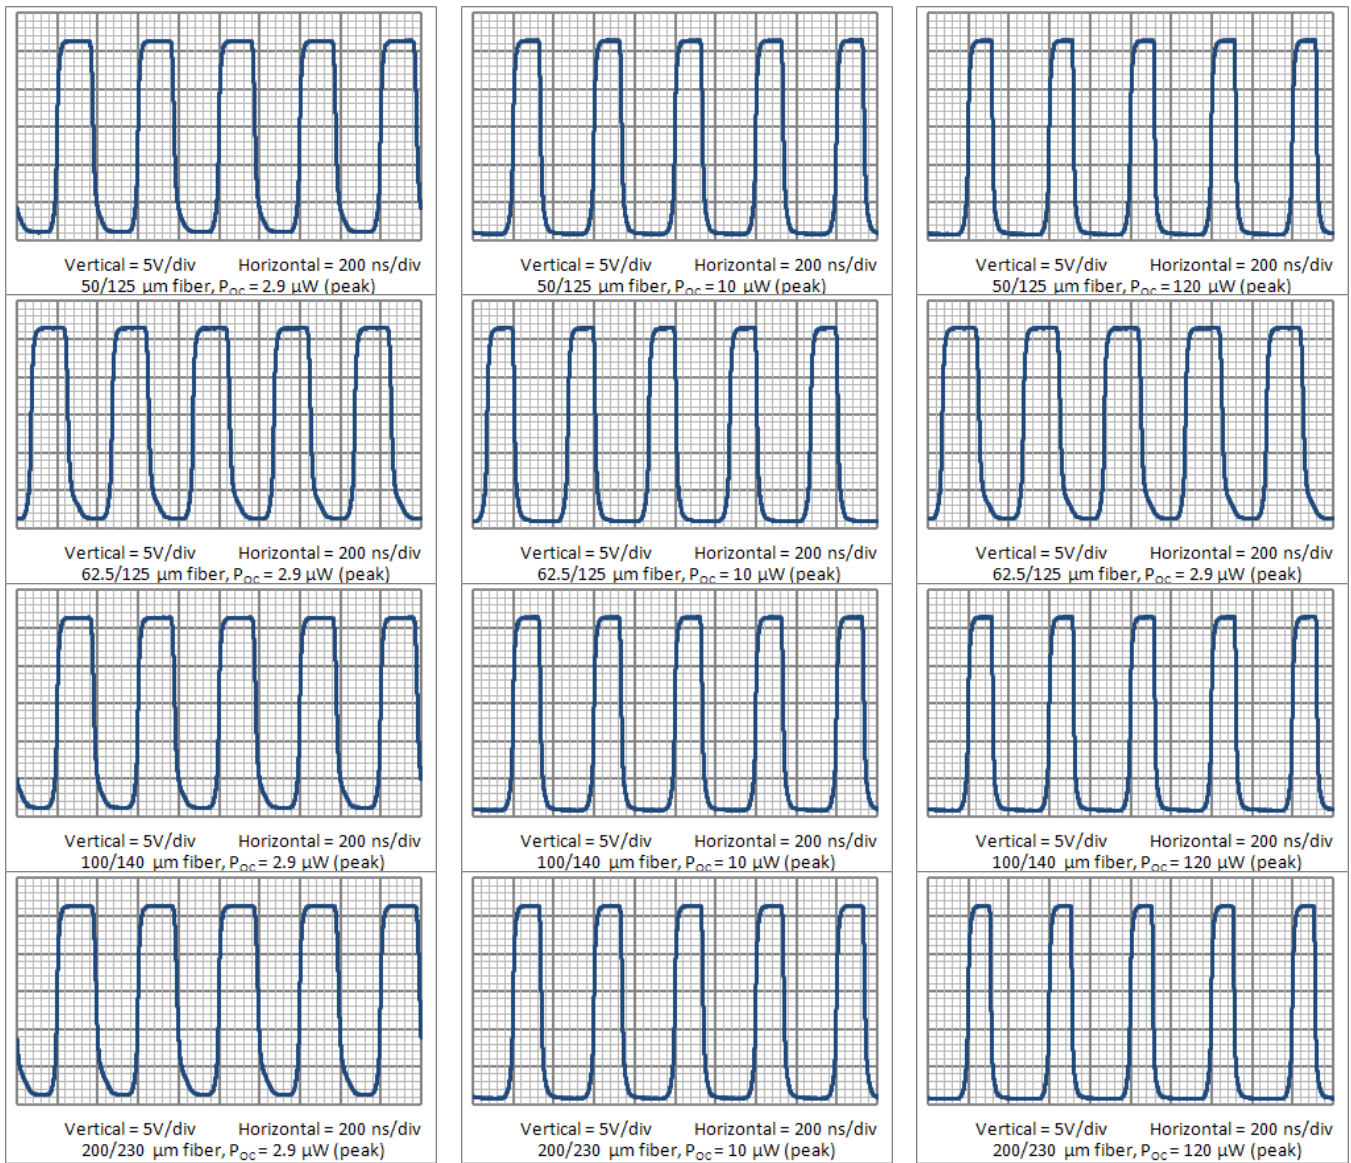 Vertical = 5V/div Horizontal = 200 ns/div
50/125 µm fiber, POC = 2.9 µW (peak)
Vertical = 5V/div Horizontal = 200 ns/div
50/125 µm fiber, POC = 10 µW (peak)
Vertical = 5V/div Horizontal = 200 ns/div
50/125 µm fiber, POC = 120 µW (peak)
Vertical = 5V/div Horizontal = 200 ns/div
62.5/125 µm fiber, POC = 2.9 µW (peak)
Vertical = 5V/div Horizontal = 200 ns/div
62.5/125 µm fiber, POC = 10 µW (peak)
Vertical = 5V/div Horizontal = 200 ns/div
62.5/125 µm fiber, POC = 2.9 µW (peak)
Vertical = 5V/div Horizontal = 200 ns/div
100/140 µm fiber, POC = 2.9 µW (peak)
Vertical = 5V/div Horizontal = 200 ns/div
100/140 µm fiber, POC = 10 µW (peak)
Vertical = 5V/div Horizontal = 200 ns/div
100/140 µm fiber, POC = 120 µW (peak)
Vertical = 5V/div Horizontal = 200 ns/div
200/230 µm fiber, POC = 2.9 µW (peak)
Vertical = 5V/div Horizontal = 200 ns/div
200/230 µm fiber, POC = 10 µW (peak)
Vertical = 5V/div Horizontal = 200 ns/div
200/230 µm fiber, POC = 120 µW (peak)